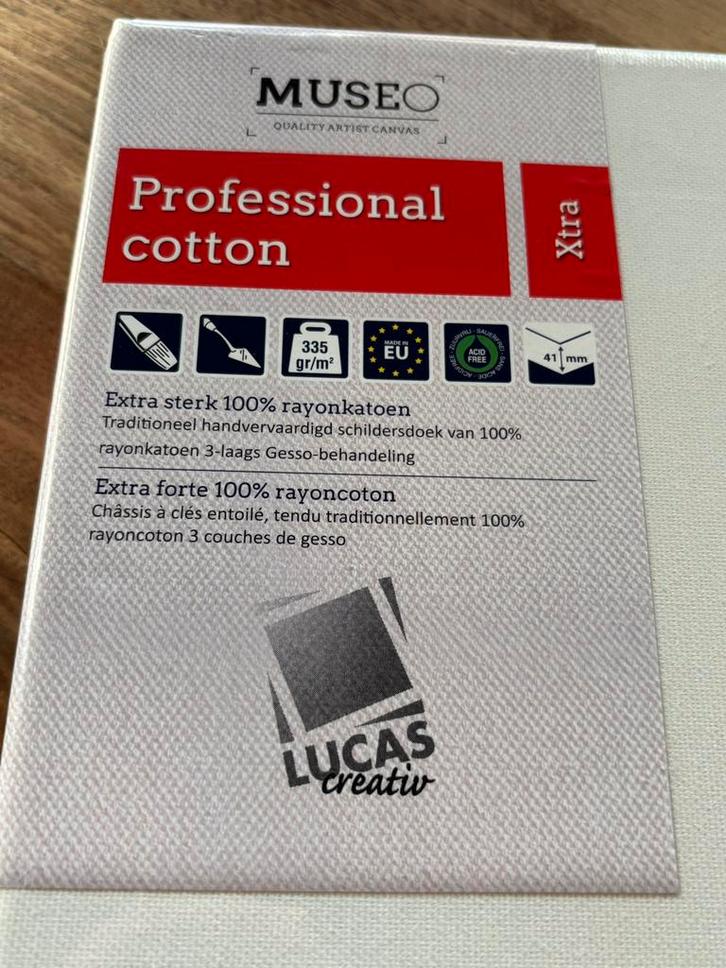 MUSEO
QUALITY ARTIST CANVAS
Professional
cotton
Xtra
335
gr/m²
MADE IN
EU
ACID
FREE
41 mm
Extra sterk 100% rayonkatoen
Traditioneel handvervaardigd schildersdoek van 100%
rayonkatoen 3-laags Gesso-behandeling
Extra forte 100% rayoncoton
Châssis à clés entoilé, tendu traditionnellement 100%
rayoncoton 3 couches de gesso
LUCAS
creativ